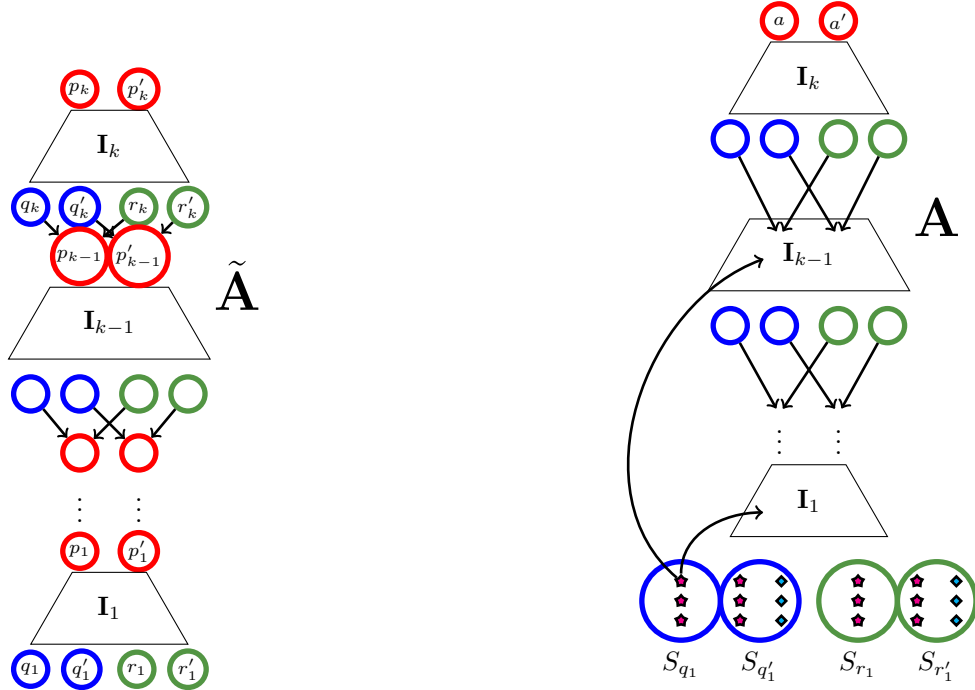 p_k p'_k
I_k
q_k q'_k r_k r'_k
p_{k−1} p'_{k−1}
Ã
I_{k−1}
⋮ ⋮
p_1 p'_1
I_1
q_1 q'_1 r_1 r'_1
a a'
I_k
A
I_{k−1}
⋮ ⋮
I_1
S_{q_1} S_{q'_1} S_{r_1} S_{r'_1}